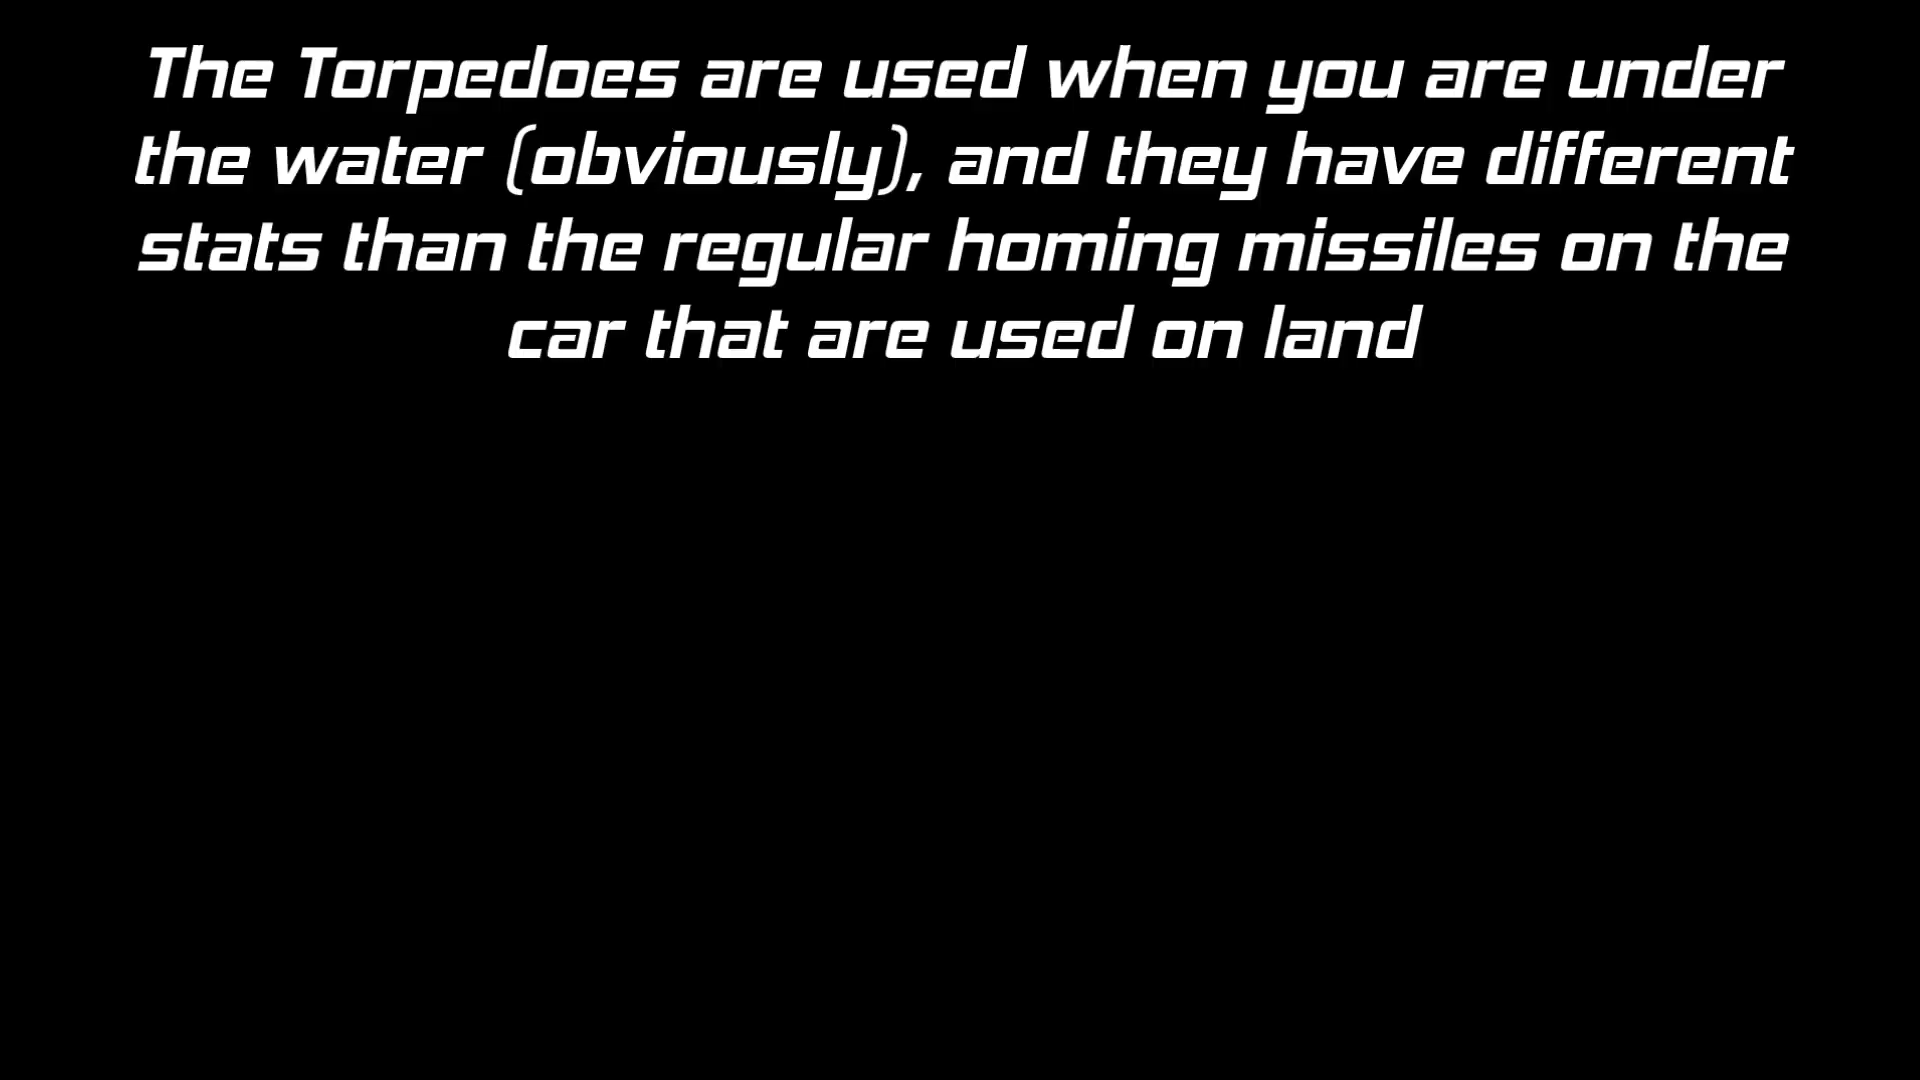 The Torpedoes are used when you are under
the water (obviously), and they have different
stats than the regular homing missiles on the
car that are used on land